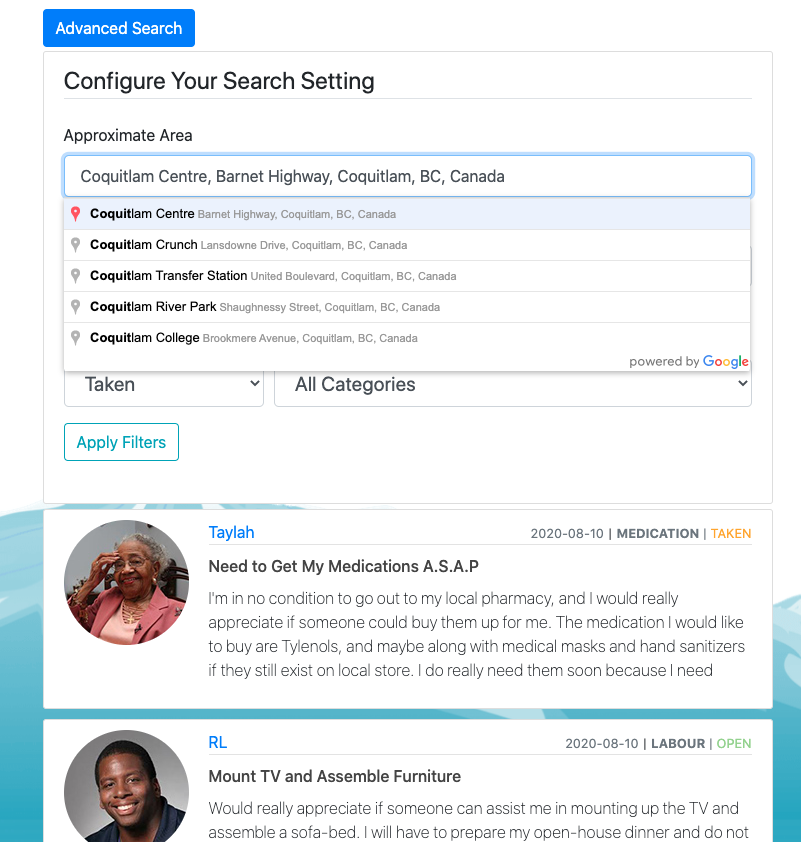 Advanced Search
Configure Your Search Setting
Approximate Area
Coquitlam Centre, Barnet Highway, Coquitlam, BC, Canada
Coquitlam Centre Barnet Highway, Coquitlam, BC, Canada
Coquitlam Crunch Lansdowne Drive, Coquitlam, BC, Canada
Coquitlam Transfer Station United Boulevard, Coquitlam, BC, Canada
Coquitlam River Park Shaughnessy Street, Coquitlam, BC, Canada
Coquitlam College Brookmere Avenue, Coquitlam, BC, Canada
powered by Google
Taken All Categories
Apply Filters
Taylah 2020-08-10 | MEDICATION | TAKEN
Need to Get My Medications A.S.A.P
I'm in no condition to go out to my local pharmacy, and I would really
appreciate if someone could buy them up for me. The medication I would like
to buy are Tylenols, and maybe along with medical masks and hand sanitizers
if they still exist on local store. I do really need them soon because I need
RL 2020-08-10 | LABOUR | OPEN
Mount TV and Assemble Furniture
Would really appreciate if someone can assist me in mounting up the TV and
assemble a sofa-bed. I will have to prepare my open-house dinner and do not